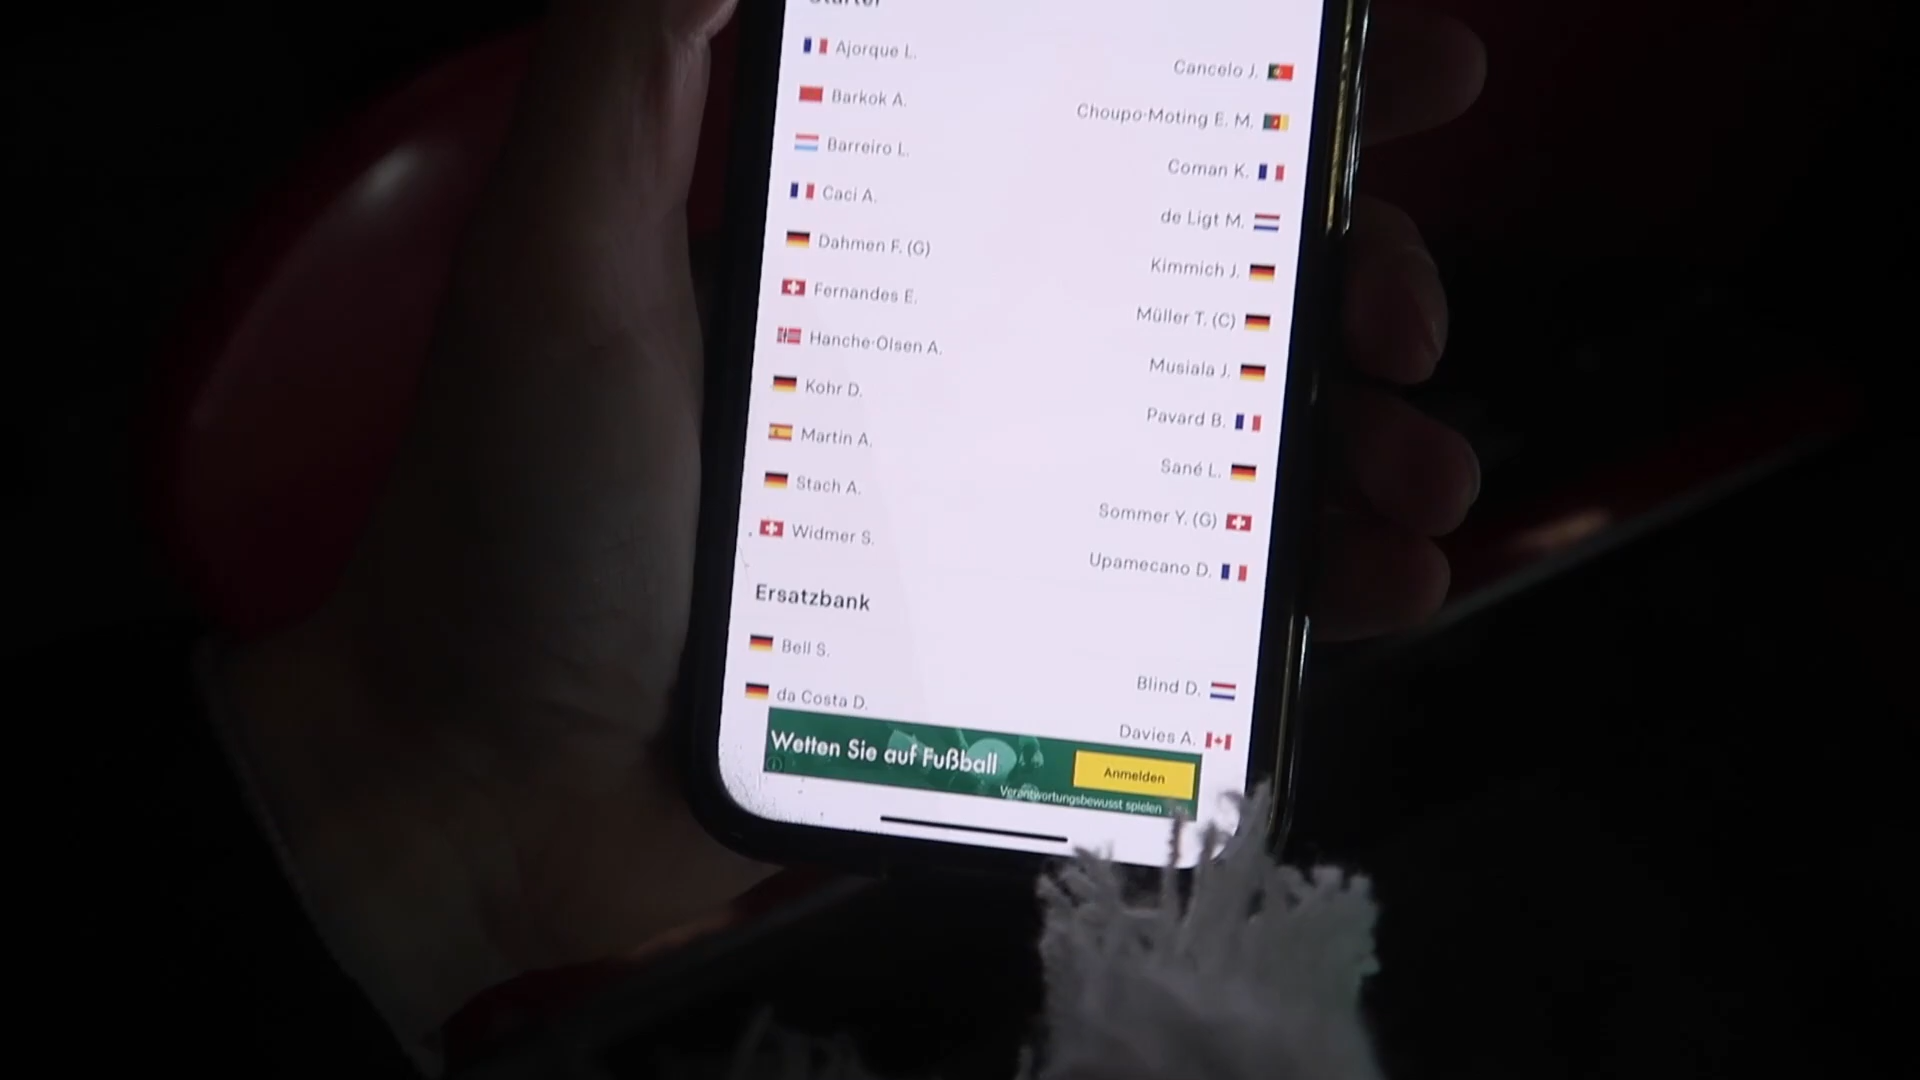 Starter
Ajorque L.
Cancelo J.
Barkok A.
Choupo-Moting E. M.
Barreiro L.
Coman K.
Caci A.
de Ligt M.
Dahmen F. (G)
Kimmich J.
Fernandes E.
Müller T. (C)
Hanche-Olsen A.
Musiala J.
Kohr D.
Pavard B.
Martin A.
Sané L.
Stach A.
Sommer Y. (G)
Widmer S.
Upamecano D.
Ersatzbank
Bell S.
Blind D.
da Costa D.
Davies A.
Wetten Sie auf Fußball
Anmelden
Verantwortungsbewusst spielen